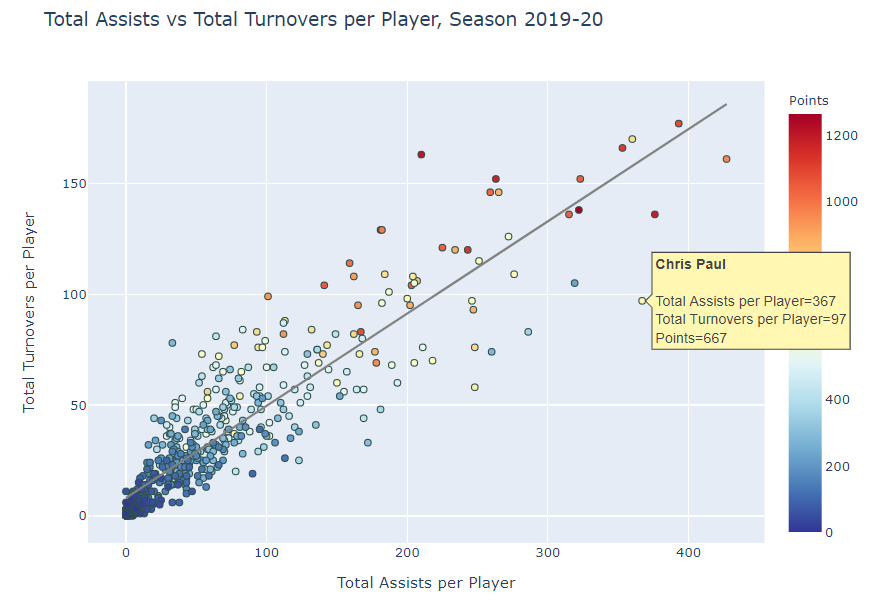 Total Assists vs Total Turnovers per Player, Season 2019-20
Points
1200
1000
400
200
0
Chris Paul
Total Assists per Player=367
Total Turnovers per Player=97
Points=667
Total Turnovers per Player
150
100
50
0
0
100
200
300
400
Total Assists per Player